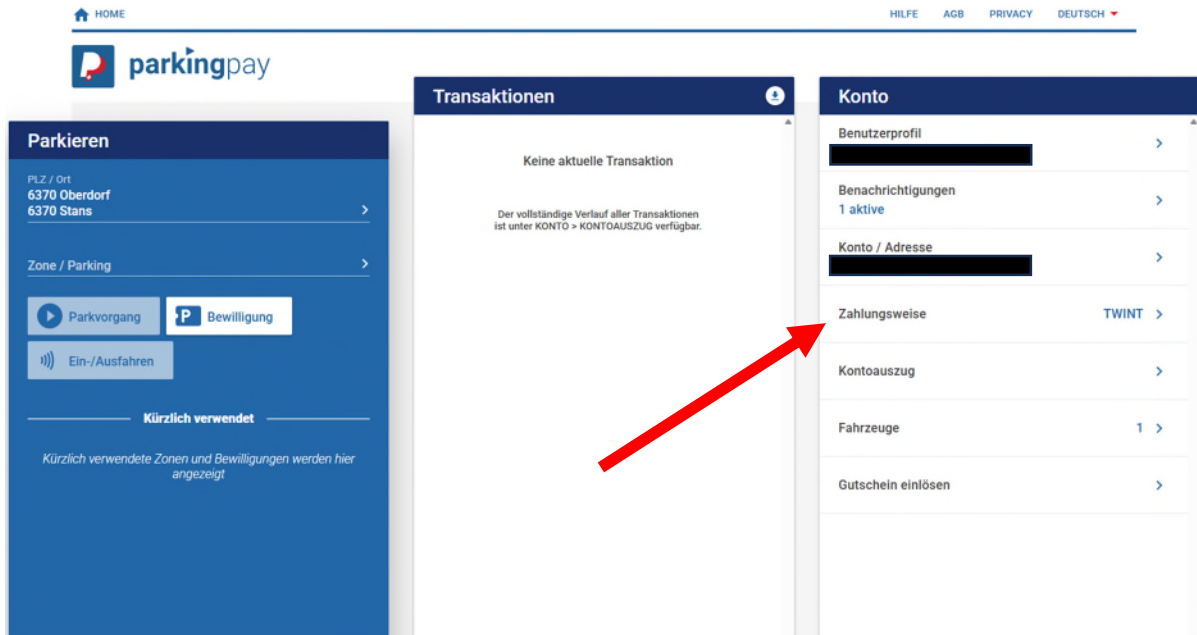 HOME
HILFE AGB PRIVACY DEUTSCH
parkingpay
Parkieren
PLZ / Ort
6370 Oberdorf
6370 Stans
Zone / Parking
Parkvorgang
P Bewilligung
Ein-/Ausfahren
Kürzlich verwendet
Kürzlich verwendete Zonen und Bewilligungen werden hier
angezeigt
Transaktionen
Keine aktuelle Transaktion
Der vollständige Verlauf aller Transaktionen
ist unter KONTO > KONTOAUSZUG verfügbar.
Konto
Benutzerprofil
Benachrichtigungen
1 aktive
Konto / Adresse
Zahlungsweise TWINT
Kontoauszug
Fahrzeuge 1
Gutschein einlösen